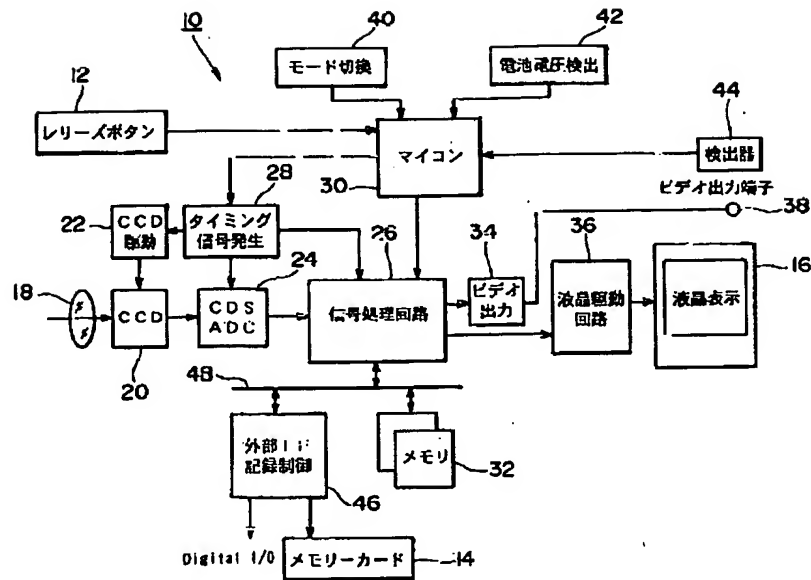 10
40
42
モード切換
電池電圧検出
12
44
レリーズボタン
マイコン
検出器
28
30
ビデオ出力端子
38
22
CCD
駆動
タイミング
信号発生
26
34
36
16
24
18
CCD
CDS
ADC
信号処理回路
ビデオ
出力
液晶駆動
回路
液晶表示
20
48
外部I/F
記録制御
メモリ
32
46
Digital I/O
メモリーカード
14